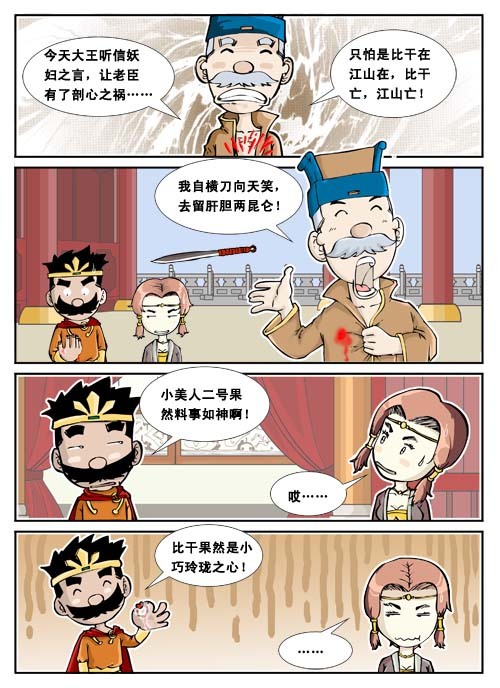 今天大王听信妖
妇之言，让老臣
有了剖心之祸……
只怕是比干在
江山在，比干
亡，江山亡！
我自横刀向天笑，
去留肝胆两昆仑！
小美人二号果
然料事如神啊！
哎……
比干果然是小
巧玲珑之心！
……